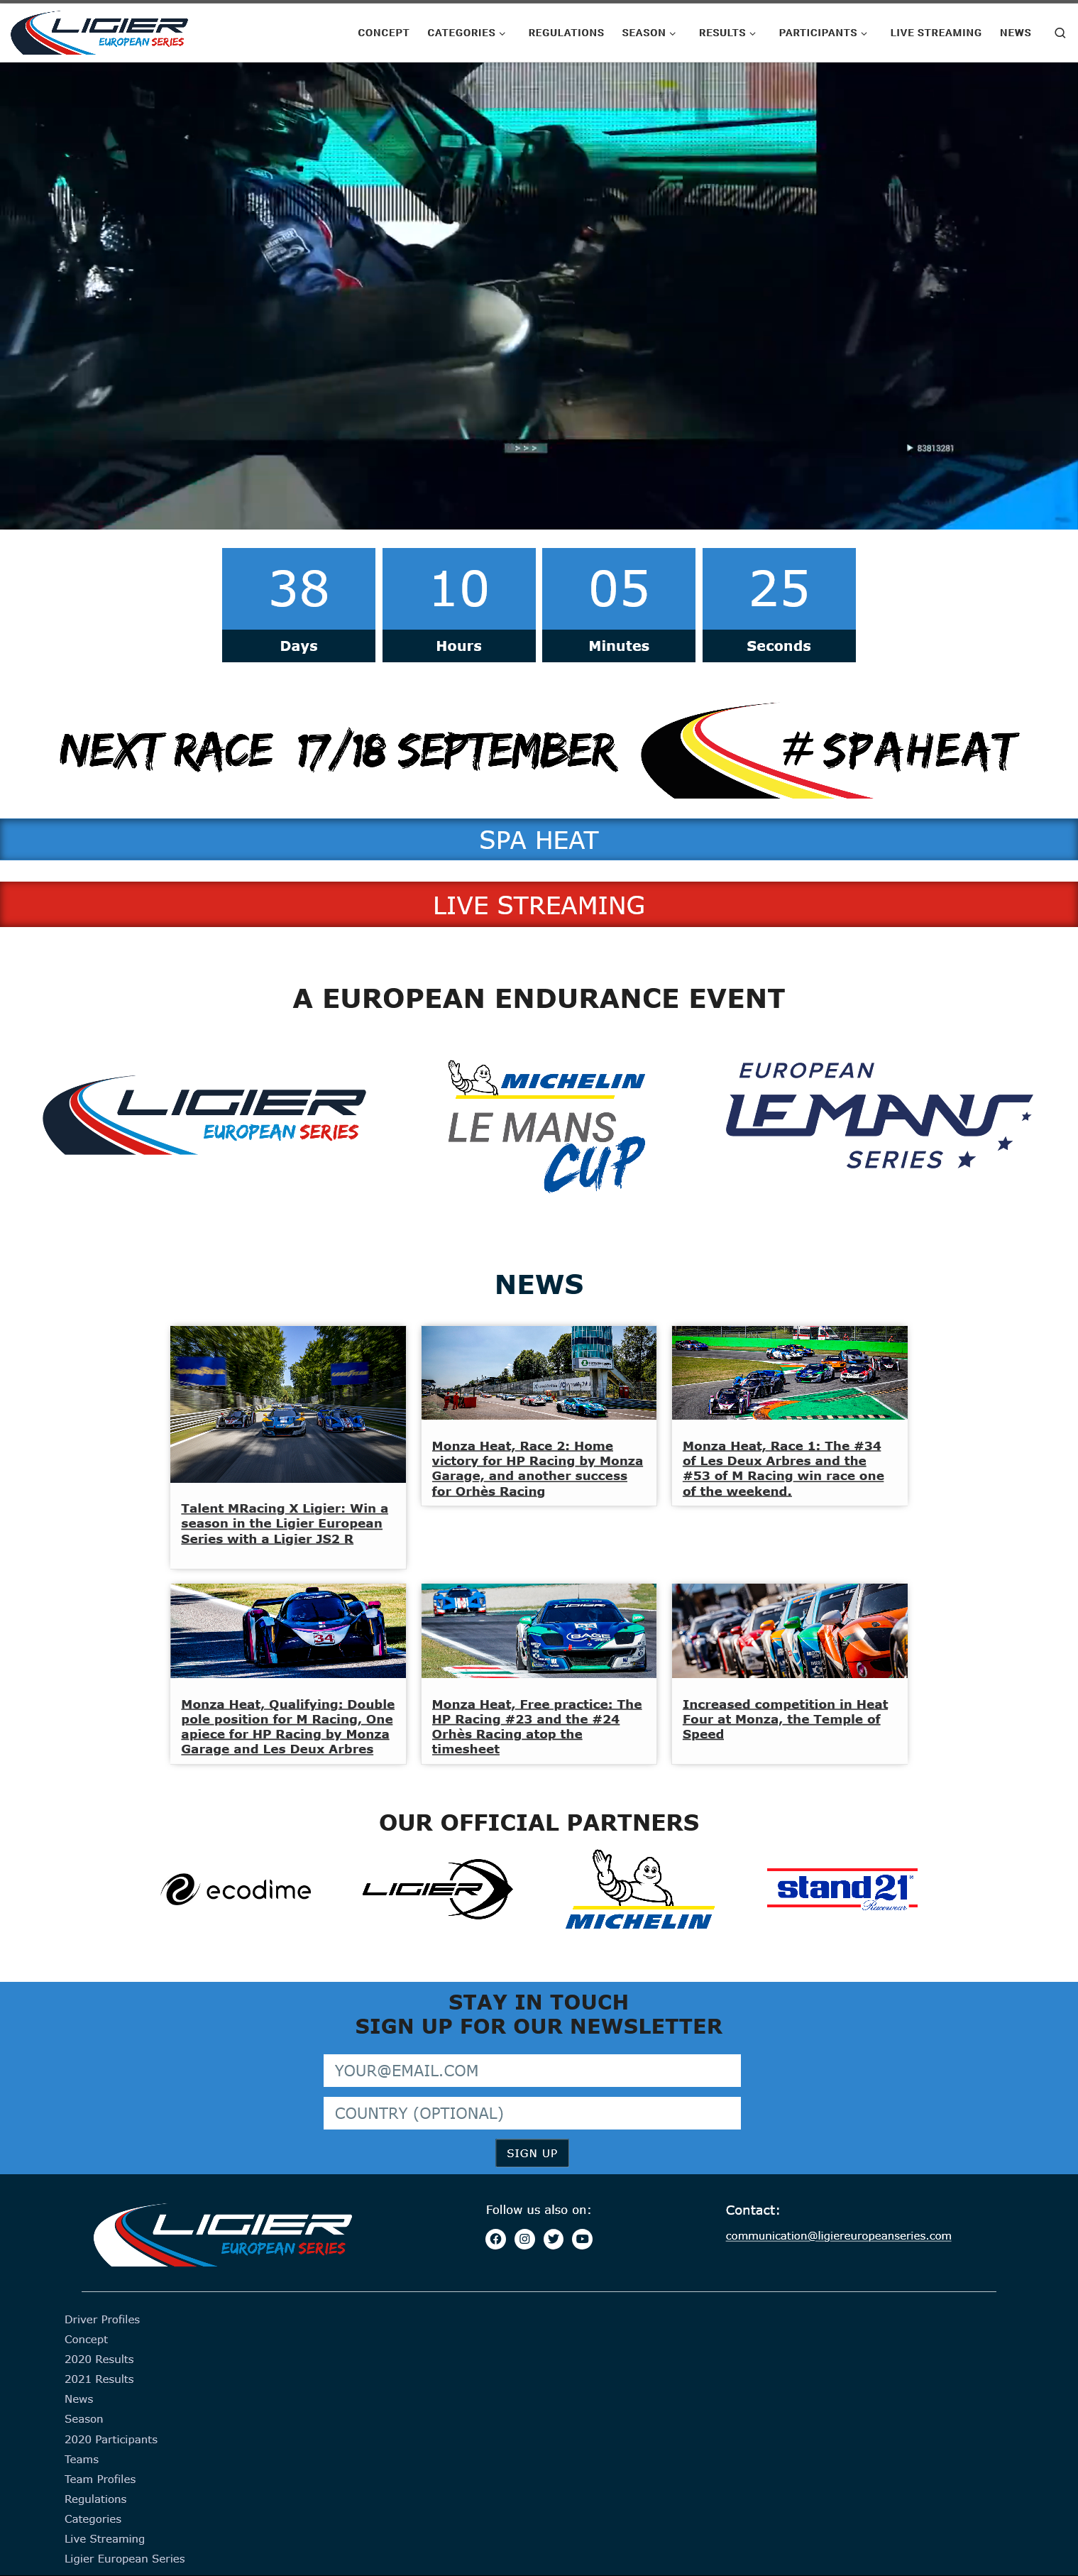 LIGIER
EUROPEAN SERIES
CONCEPT CATEGORIES REGULATIONS SEASON RESULTS PARTICIPANTS LIVE STREAMING NEWS
> > >
83813281
38 10 05 25
Days Hours Minutes Seconds
NEXT RACE 17/18 SEPTEMBER # SPAHEAT
SPA HEAT
LIVE STREAMING
A EUROPEAN ENDURANCE EVENT
LIGIER
EUROPEAN SERIES
MICHELIN
LE MANS
CUP
EUROPEAN
LE MANS
SERIES
NEWS
Talent MRacing X Ligier: Win a
season in the Ligier European
Series with a Ligier JS2 R
Monza Heat, Race 2: Home
victory for HP Racing by Monza
Garage, and another success
for Orhès Racing
Monza Heat, Race 1: The #34
of Les Deux Arbres and the
#53 of M Racing win race one
of the weekend.
34
LIGIER
BASE
Monza Heat, Qualifying: Double
pole position for M Racing, One
apiece for HP Racing by Monza
Garage and Les Deux Arbres
Monza Heat, Free practice: The
HP Racing #23 and the #24
Orhès Racing atop the
timesheet
Increased competition in Heat
Four at Monza, the Temple of
Speed
OUR OFFICIAL PARTNERS
ecodime
LIGIER
MICHELIN
stand21
Racewear
STAY IN TOUCH
SIGN UP FOR OUR NEWSLETTER
YOUR@EMAIL.COM
COUNTRY (OPTIONAL)
SIGN UP
LIGIER
EUROPEAN SERIES
Follow us also on:
Contact:
communication@ligiereuropeanseries.com
Driver Profiles
Concept
2020 Results
2021 Results
News
Season
2020 Participants
Teams
Team Profiles
Regulations
Categories
Live Streaming
Ligier European Series